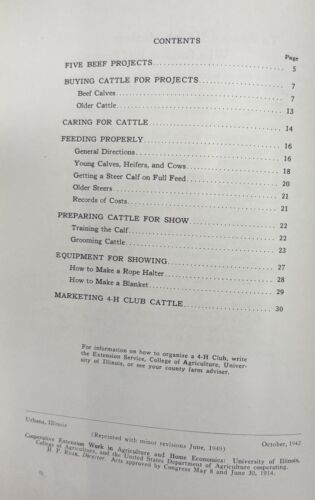 CONTENTS
Page
FIVE BEEF PROJECTS 5
BUYING CATTLE FOR PROJECTS 7
Beef Calves 7
Older Cattle 13
CARING FOR CATTLE 14
FEEDING PROPERLY 16
General Directions 16
Young Calves, Heifers, and Cows 18
Getting a Steer Calf on Full Feed 20
Older Steers 21
Records of Costs 21
PREPARING CATTLE FOR SHOW 22
Training the Calf 22
Grooming Cattle 23
EQUIPMENT FOR SHOWING 27
How to Make a Rope Halter 28
How to Make a Blanket 29
MARKETING 4-H CLUB CATTLE 30
For information on how to organize a 4-H Club, write
the Extension Service, College of Agriculture, Univer-
sity of Illinois, or see your county farm adviser.
Urbana, Illinois (Reprinted with minor revisions June, 1949) October, 1942
Cooperative Extension Work in Agriculture and Home Economics: University of Illinois,
College of Agriculture, and the United States Department of Agriculture cooperating.
H. P. RUSK, Director. Acts approved by Congress May 8 and June 30, 1914.